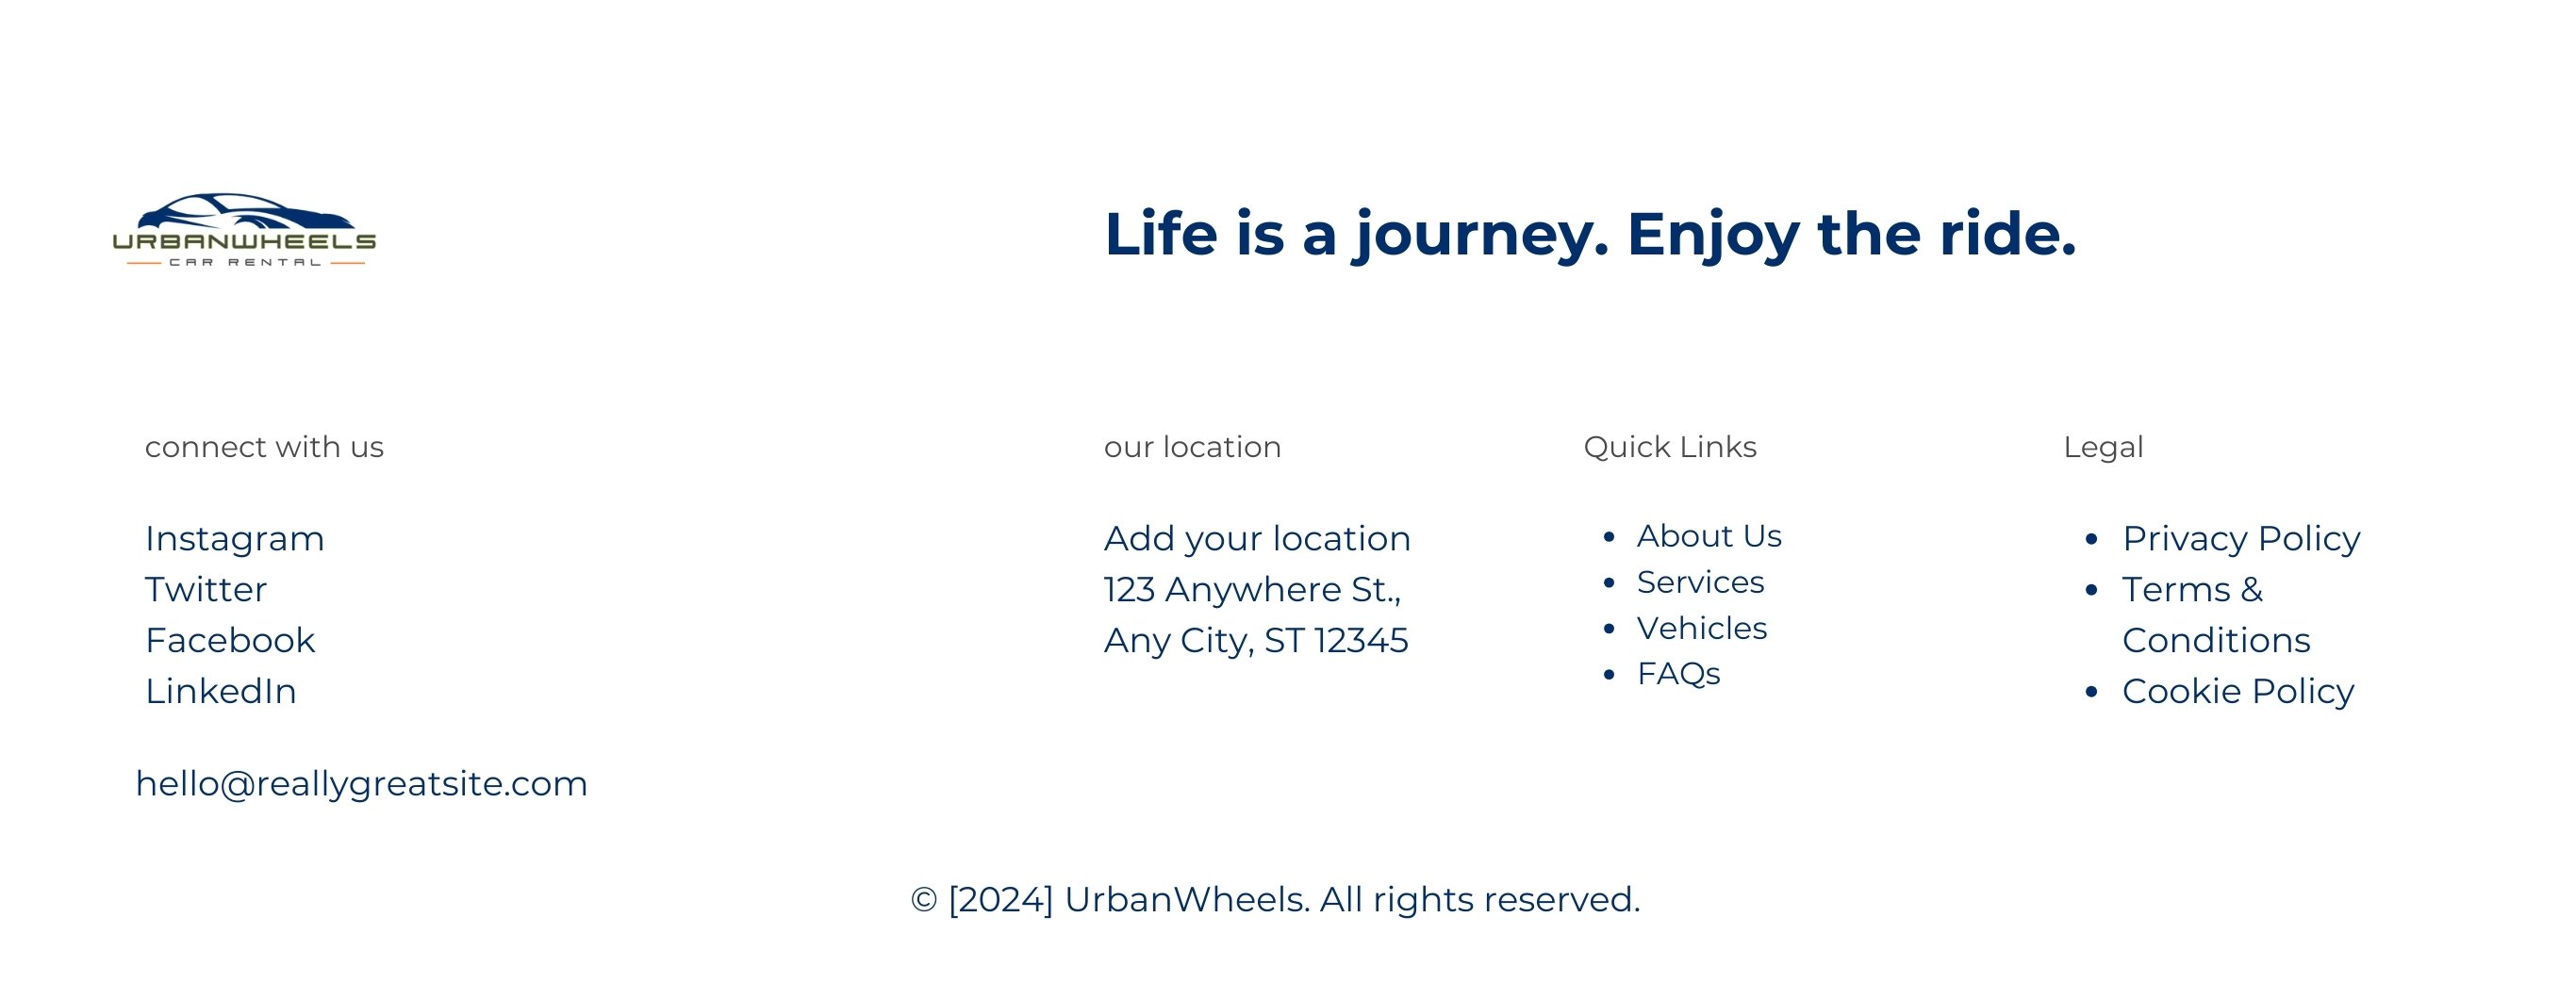 URBANWHEELS
CAR RENTAL
Life is a journey. Enjoy the ride.
connect with us
Instagram
Twitter
Facebook
LinkedIn
hello@reallygreatsite.com
our location
Add your location
123 Anywhere St.,
Any City, ST 12345
Quick Links
• About Us
• Services
• Vehicles
• FAQs
Legal
• Privacy Policy
• Terms &
Conditions
• Cookie Policy
© [2024] UrbanWheels. All rights reserved.